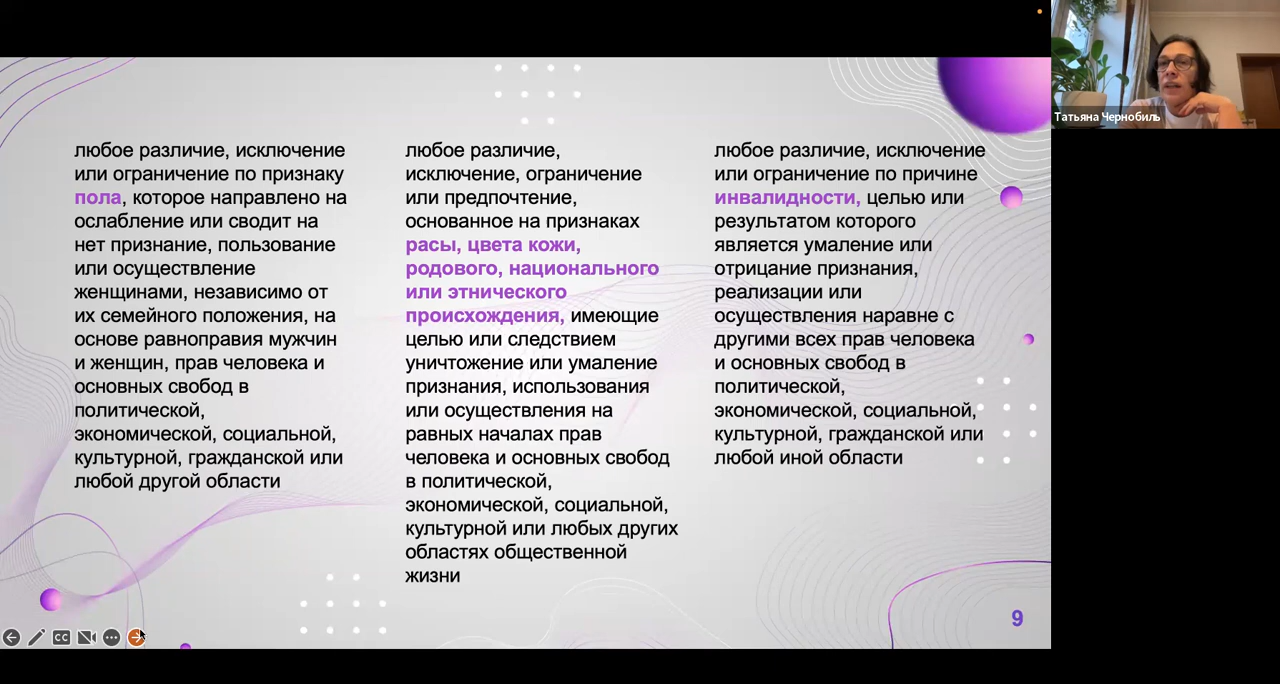 любое различие, исключение
или ограничение по признаку
пола, которое направлено на
ослабление или сводит на
нет признание, пользование
или осуществление
женщинами, независимо от
их семейного положения, на
основе равноправия мужчин
и женщин, прав человека и
основных свобод в
политической,
экономической, социальной,
культурной, гражданской или
любой другой области
любое различие,
исключение, ограничение
или предпочтение,
основанное на признаках
расы, цвета кожи,
родового, национального
или этнического
происхождения, имеющие
целью или следствием
уничтожение или умаление
признания, использования
или осуществления на
равных началах прав
человека и основных свобод
в политической,
экономической, социальной,
культурной или любых других
областях общественной
жизни
любое различие, исключение
или ограничение по причине
инвалидности, целью или
результатом которого
является умаление или
отрицание признания,
реализации или
осуществления наравне с
другими всех прав человека
и основных свобод в
политической,
экономической, социальной,
культурной, гражданской или
любой иной области
9
CC
Татьяна Чернобиль